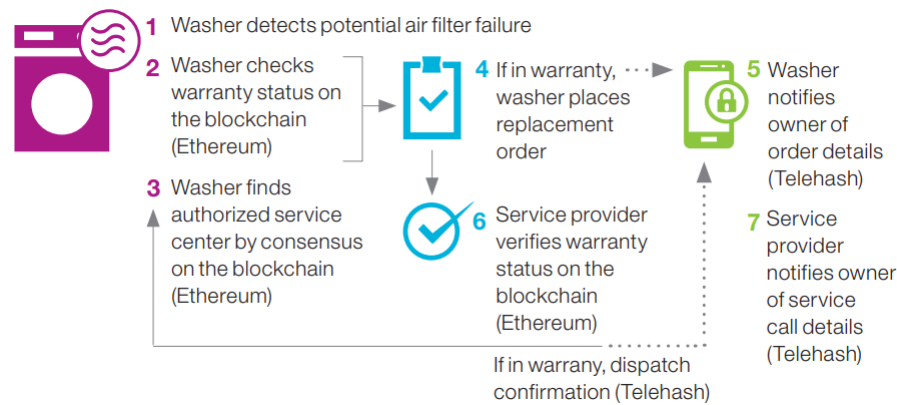 1 Washer detects potential air filter failure
2 Washer checks
warranty status on
the blockchain
(Ethereum)
3 Washer finds
authorized service
center by consensus
on the blockchain
(Ethereum)
4 If in warranty,
washer places
replacement
order
5 Washer
notifies
owner of
order details
(Telehash)
6 Service provider
verifies warranty
status on the
blockchain
(Ethereum)
7 Service
provider
notifies owner
of service
call details
(Telehash)
If in warrany, dispatch
confirmation (Telehash)